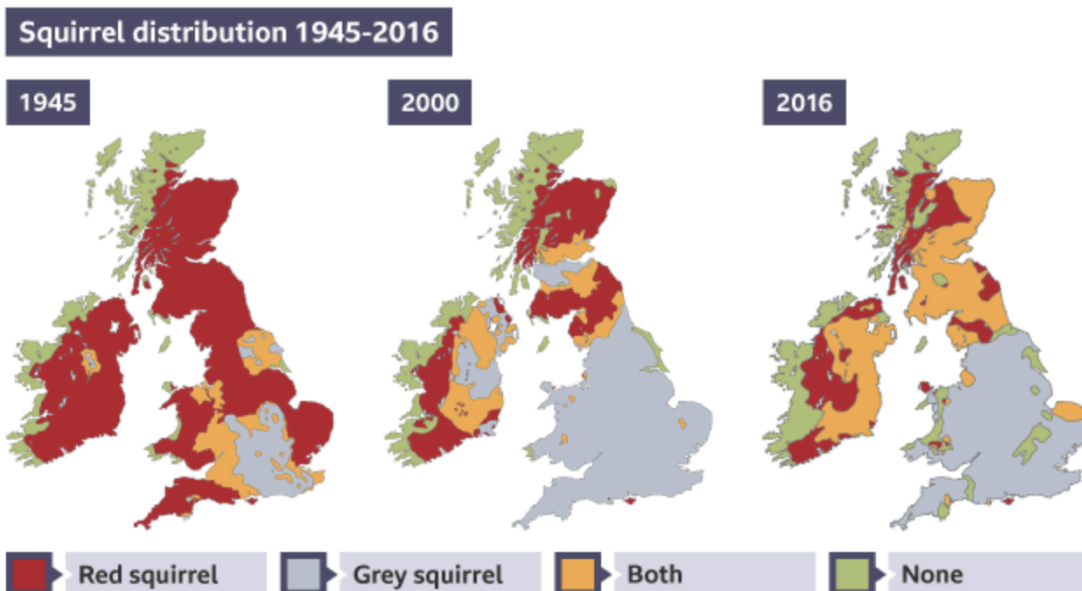 Squirrel distribution 1945-2016
1945
2000
2016
Red squirrel
Grey squirrel
Both
None